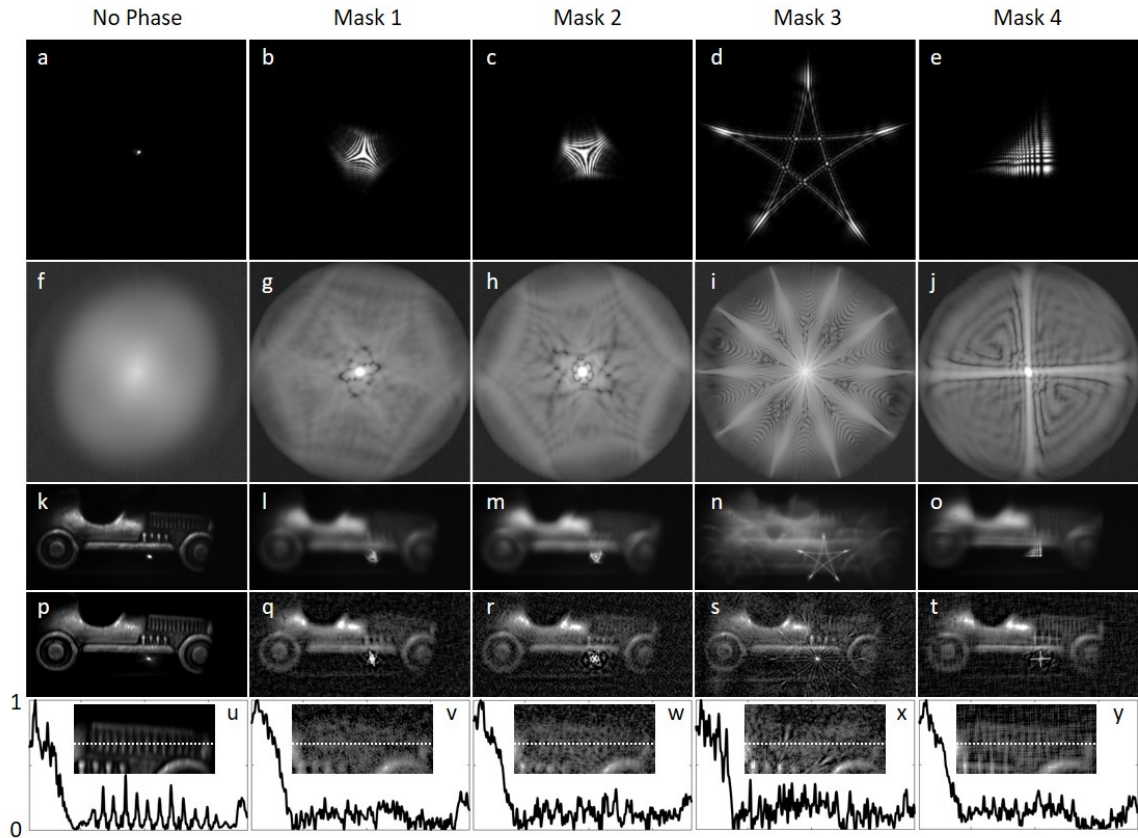 No Phase Mask 1 Mask 2 Mask 3 Mask 4
a b c d e
f g h i j
k l m n o
p q r s t
1
u v w x y
0